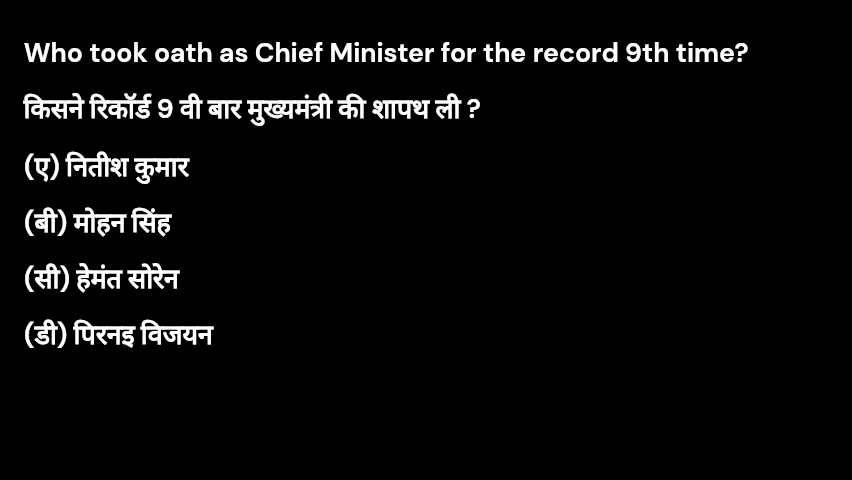 Who took oath as Chief Minister for the record 9th time?
किसने रिकॉर्ड 9 वी बार मुख्यमंत्री की शापथ ली ?
(ए) नितीश कुमार
(बी) मोहन सिंह
(सी) हेमंत सोरेन
(डी) पिरनइ विजयन